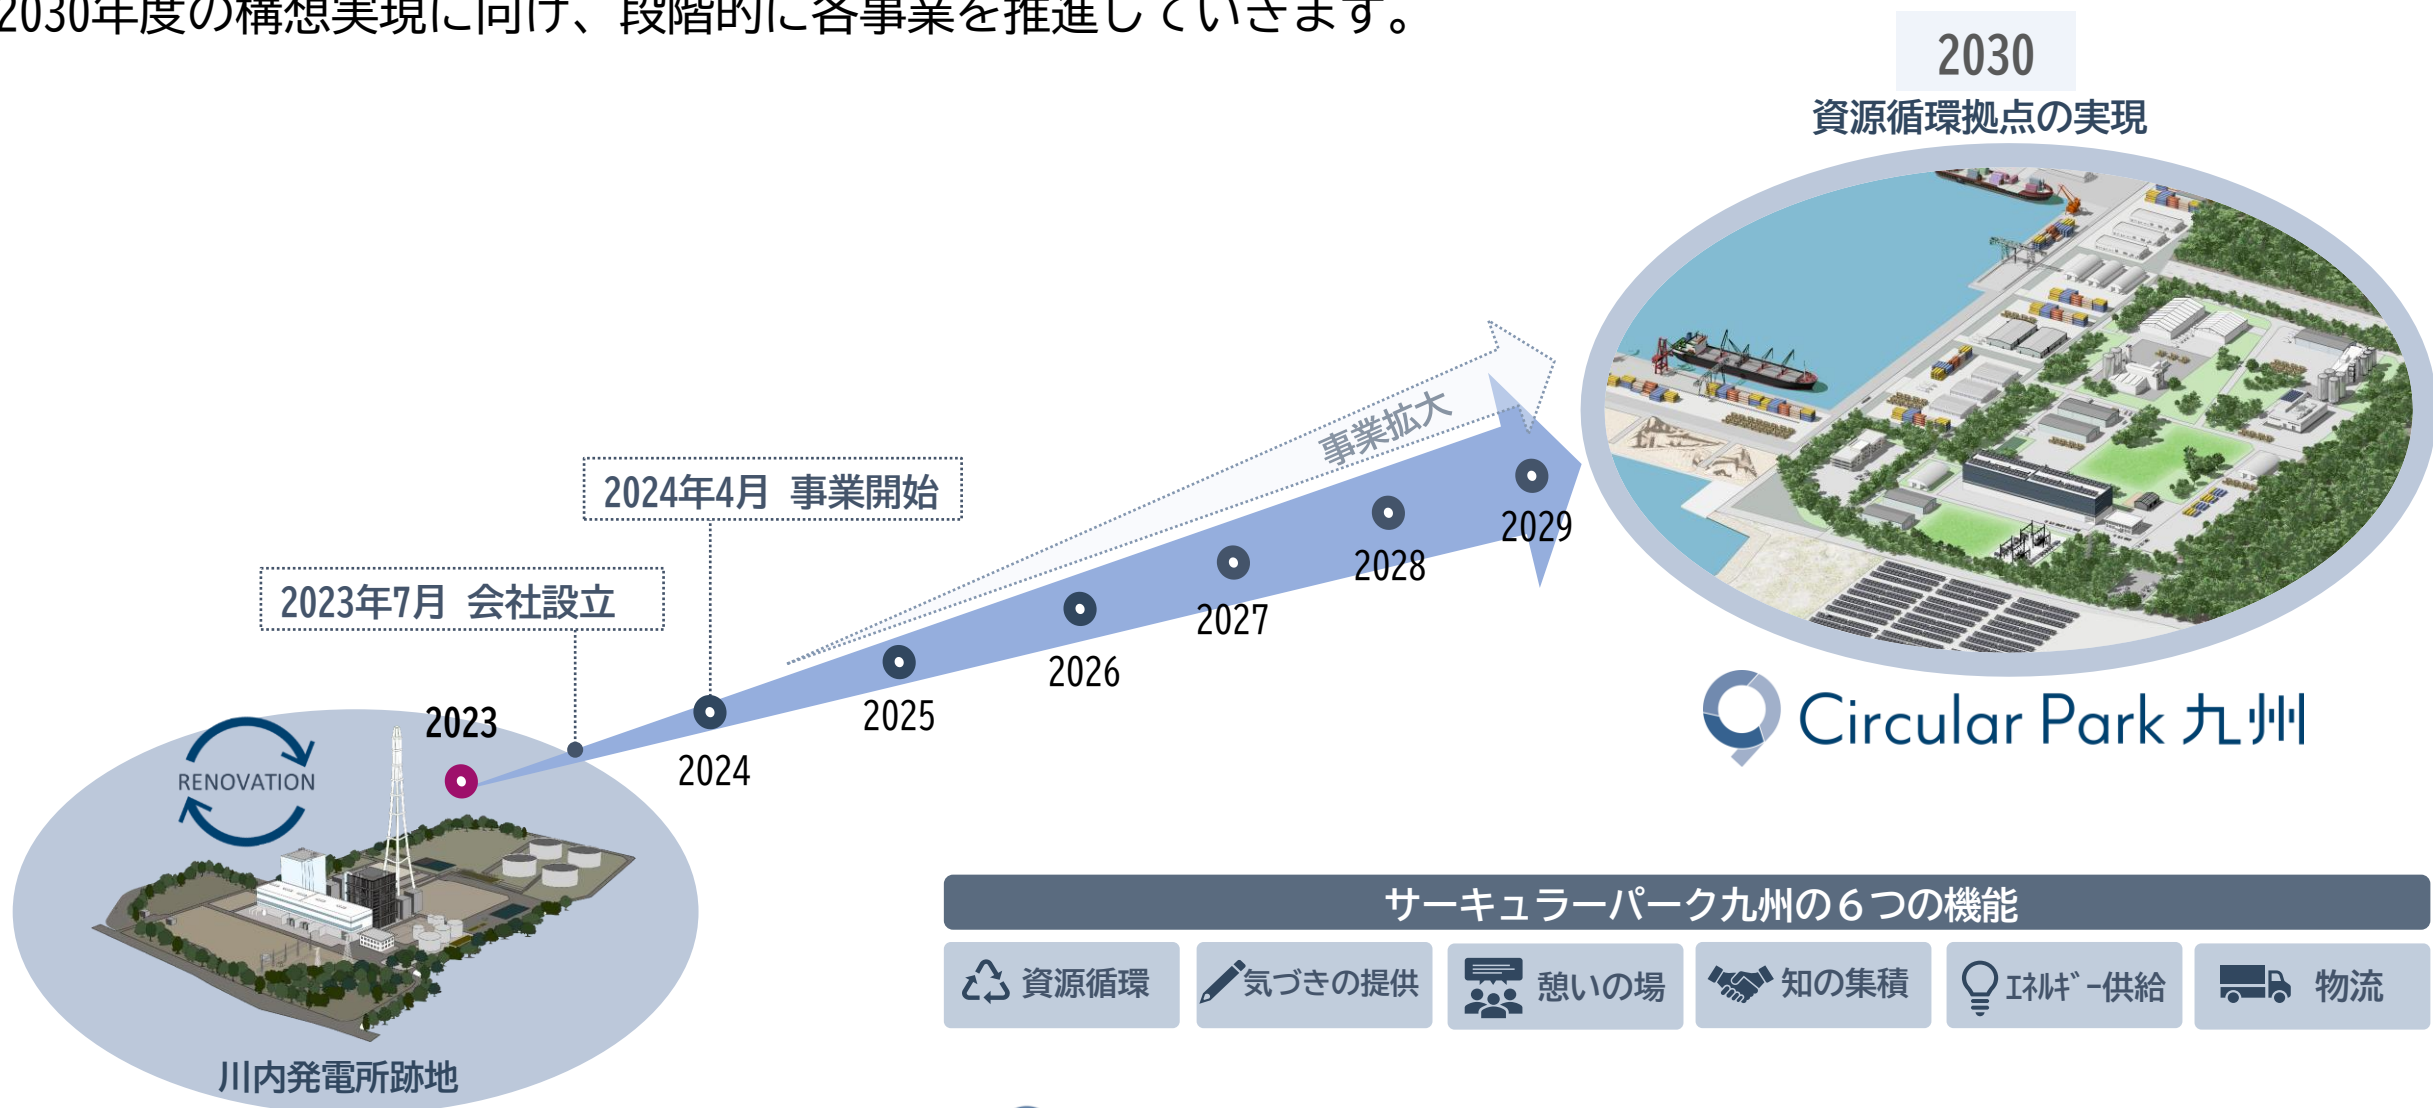 2030年度の構想実現に向け、段階的に各事業を推進していきます。
2030
資源循環拠点の実現
事業拡大
2024年4月 事業開始
2023年7月 会社設立
2023
2024
2025
2026
2027
2028
2029
RENOVATION
川内発電所跡地
Circular Park 九州
サーキュラーパーク九州の６つの機能
資源循環
気づきの提供
憩いの場
知の集積
ｴﾈﾙｷﾞｰ供給
物流